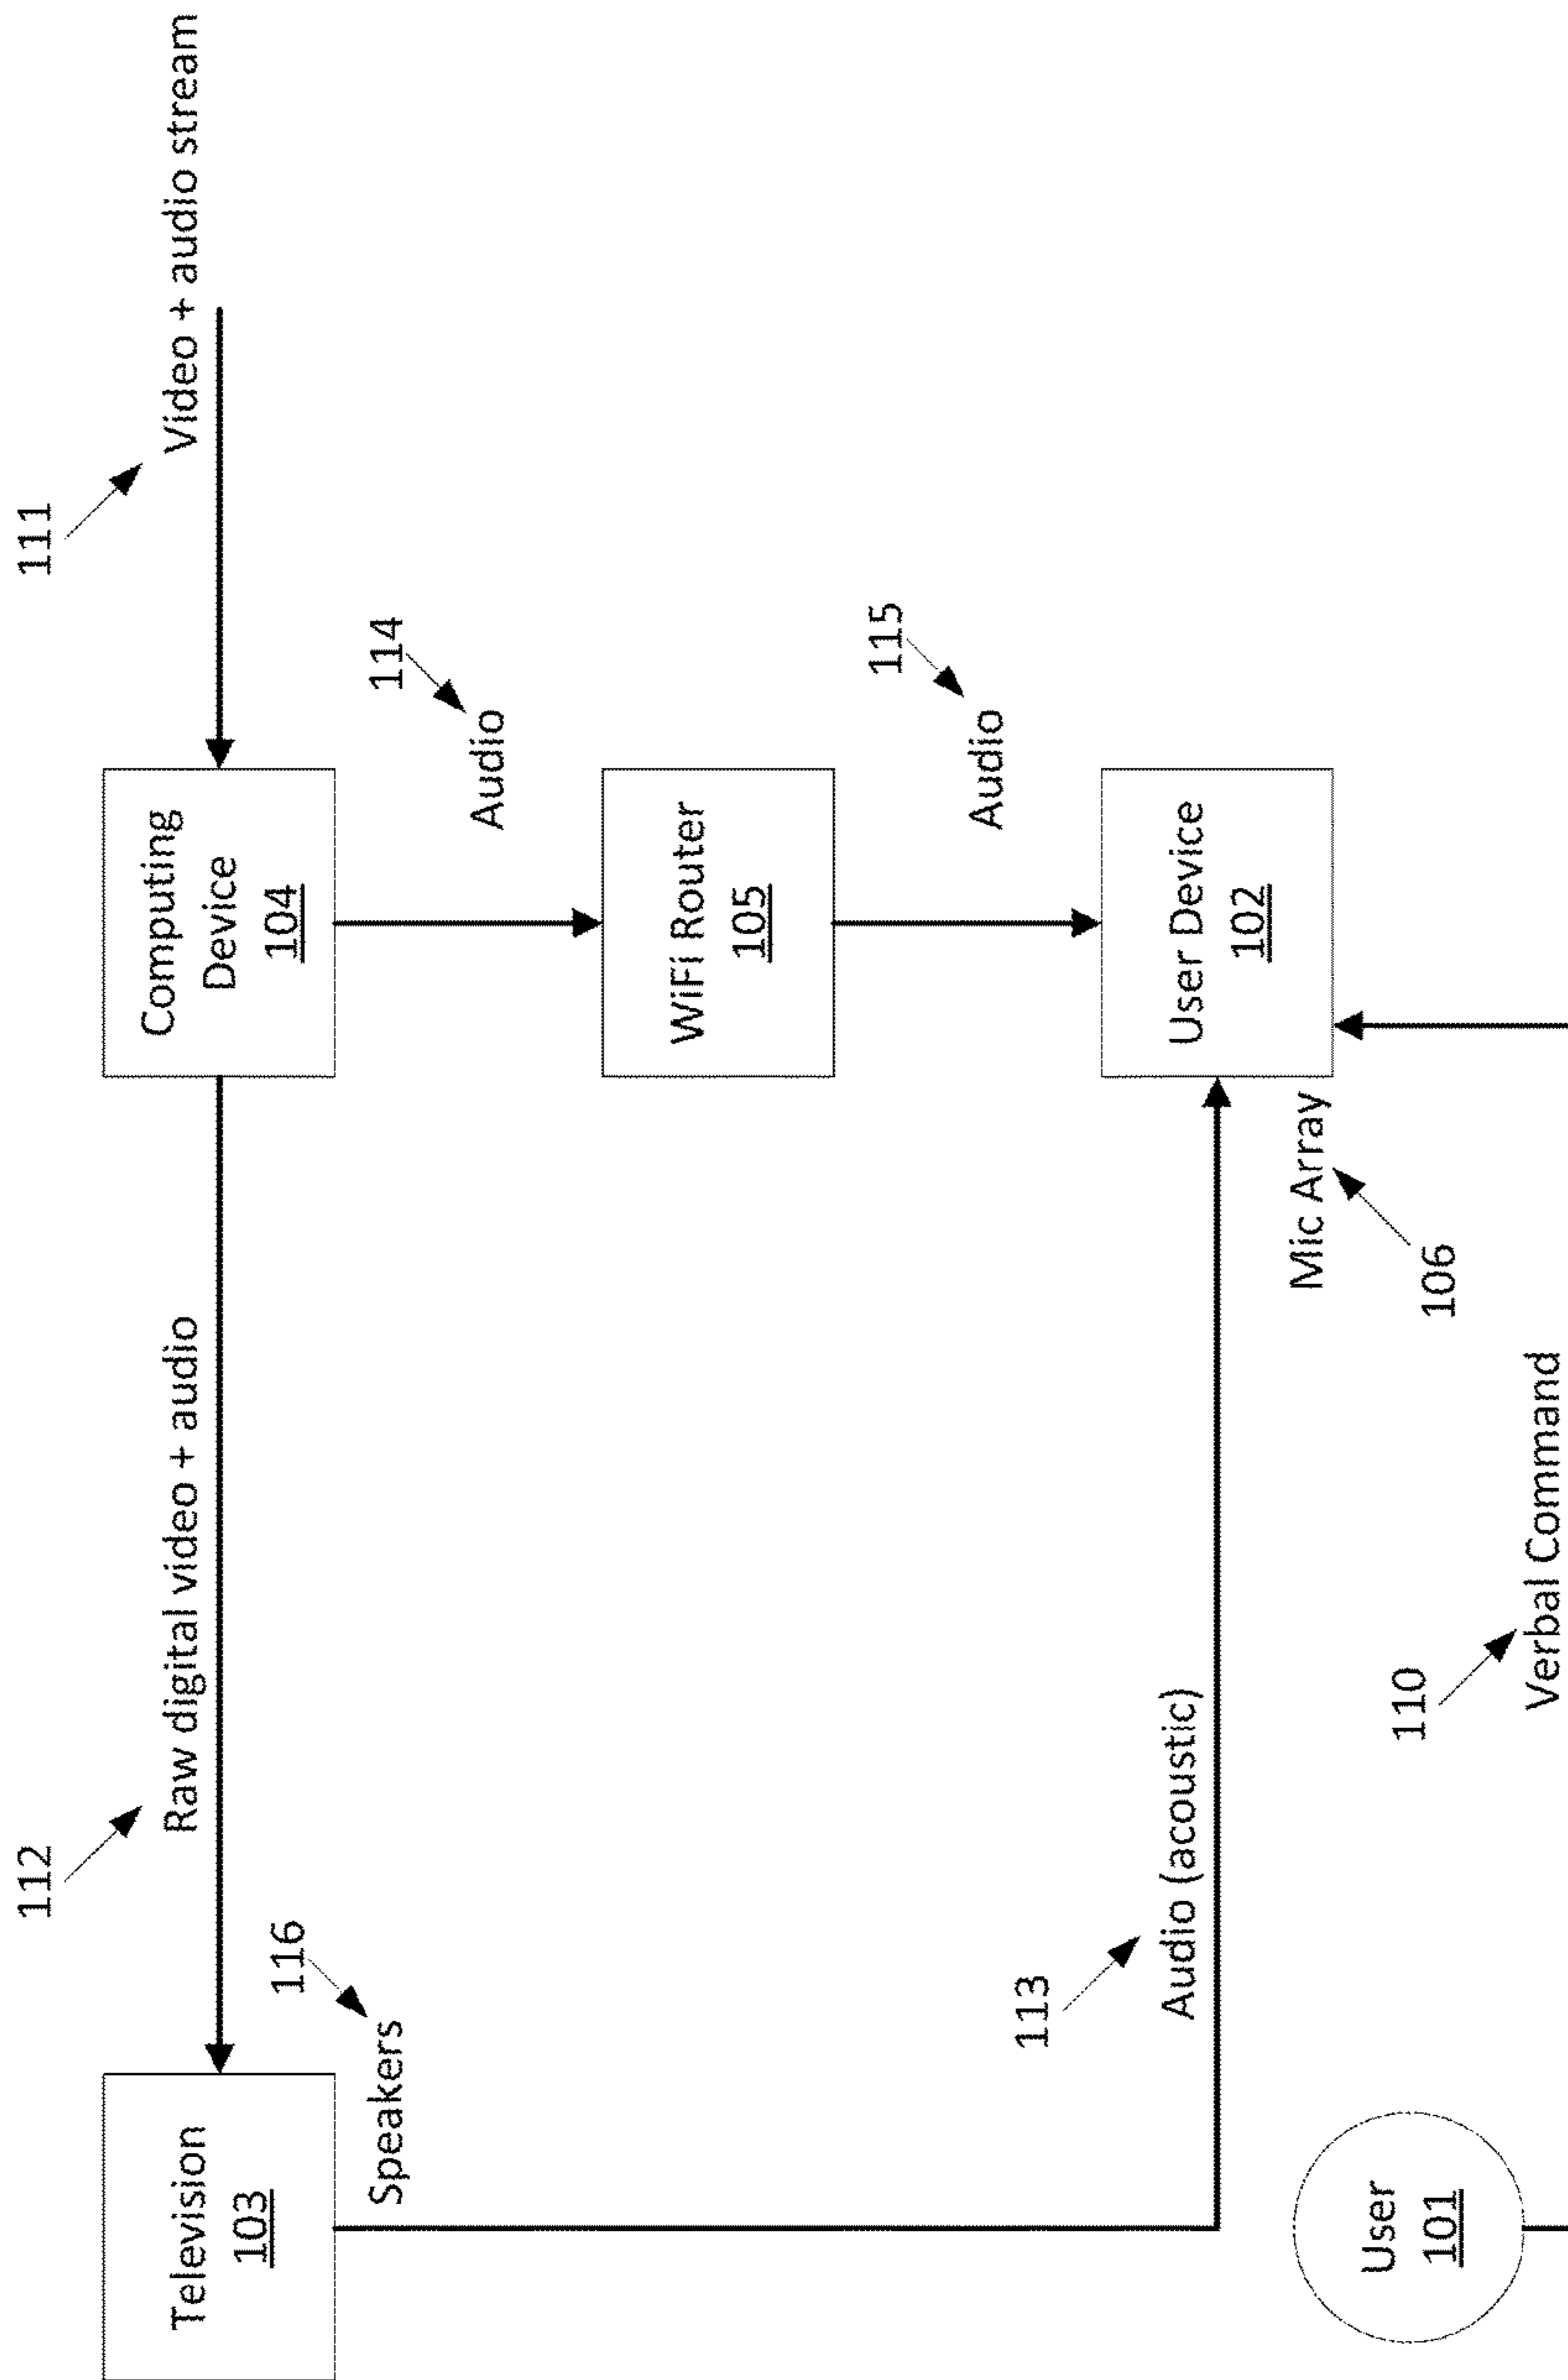 112
Raw digital video + audio
111
Video + audio stream
Television
103
Computing
Device
104
116
Speakers
114
Audio
WiFi Router
105
115
Audio
113
Audio (acoustic)
User Device
102
Mic Array
106
User
101
110
Verbal Command